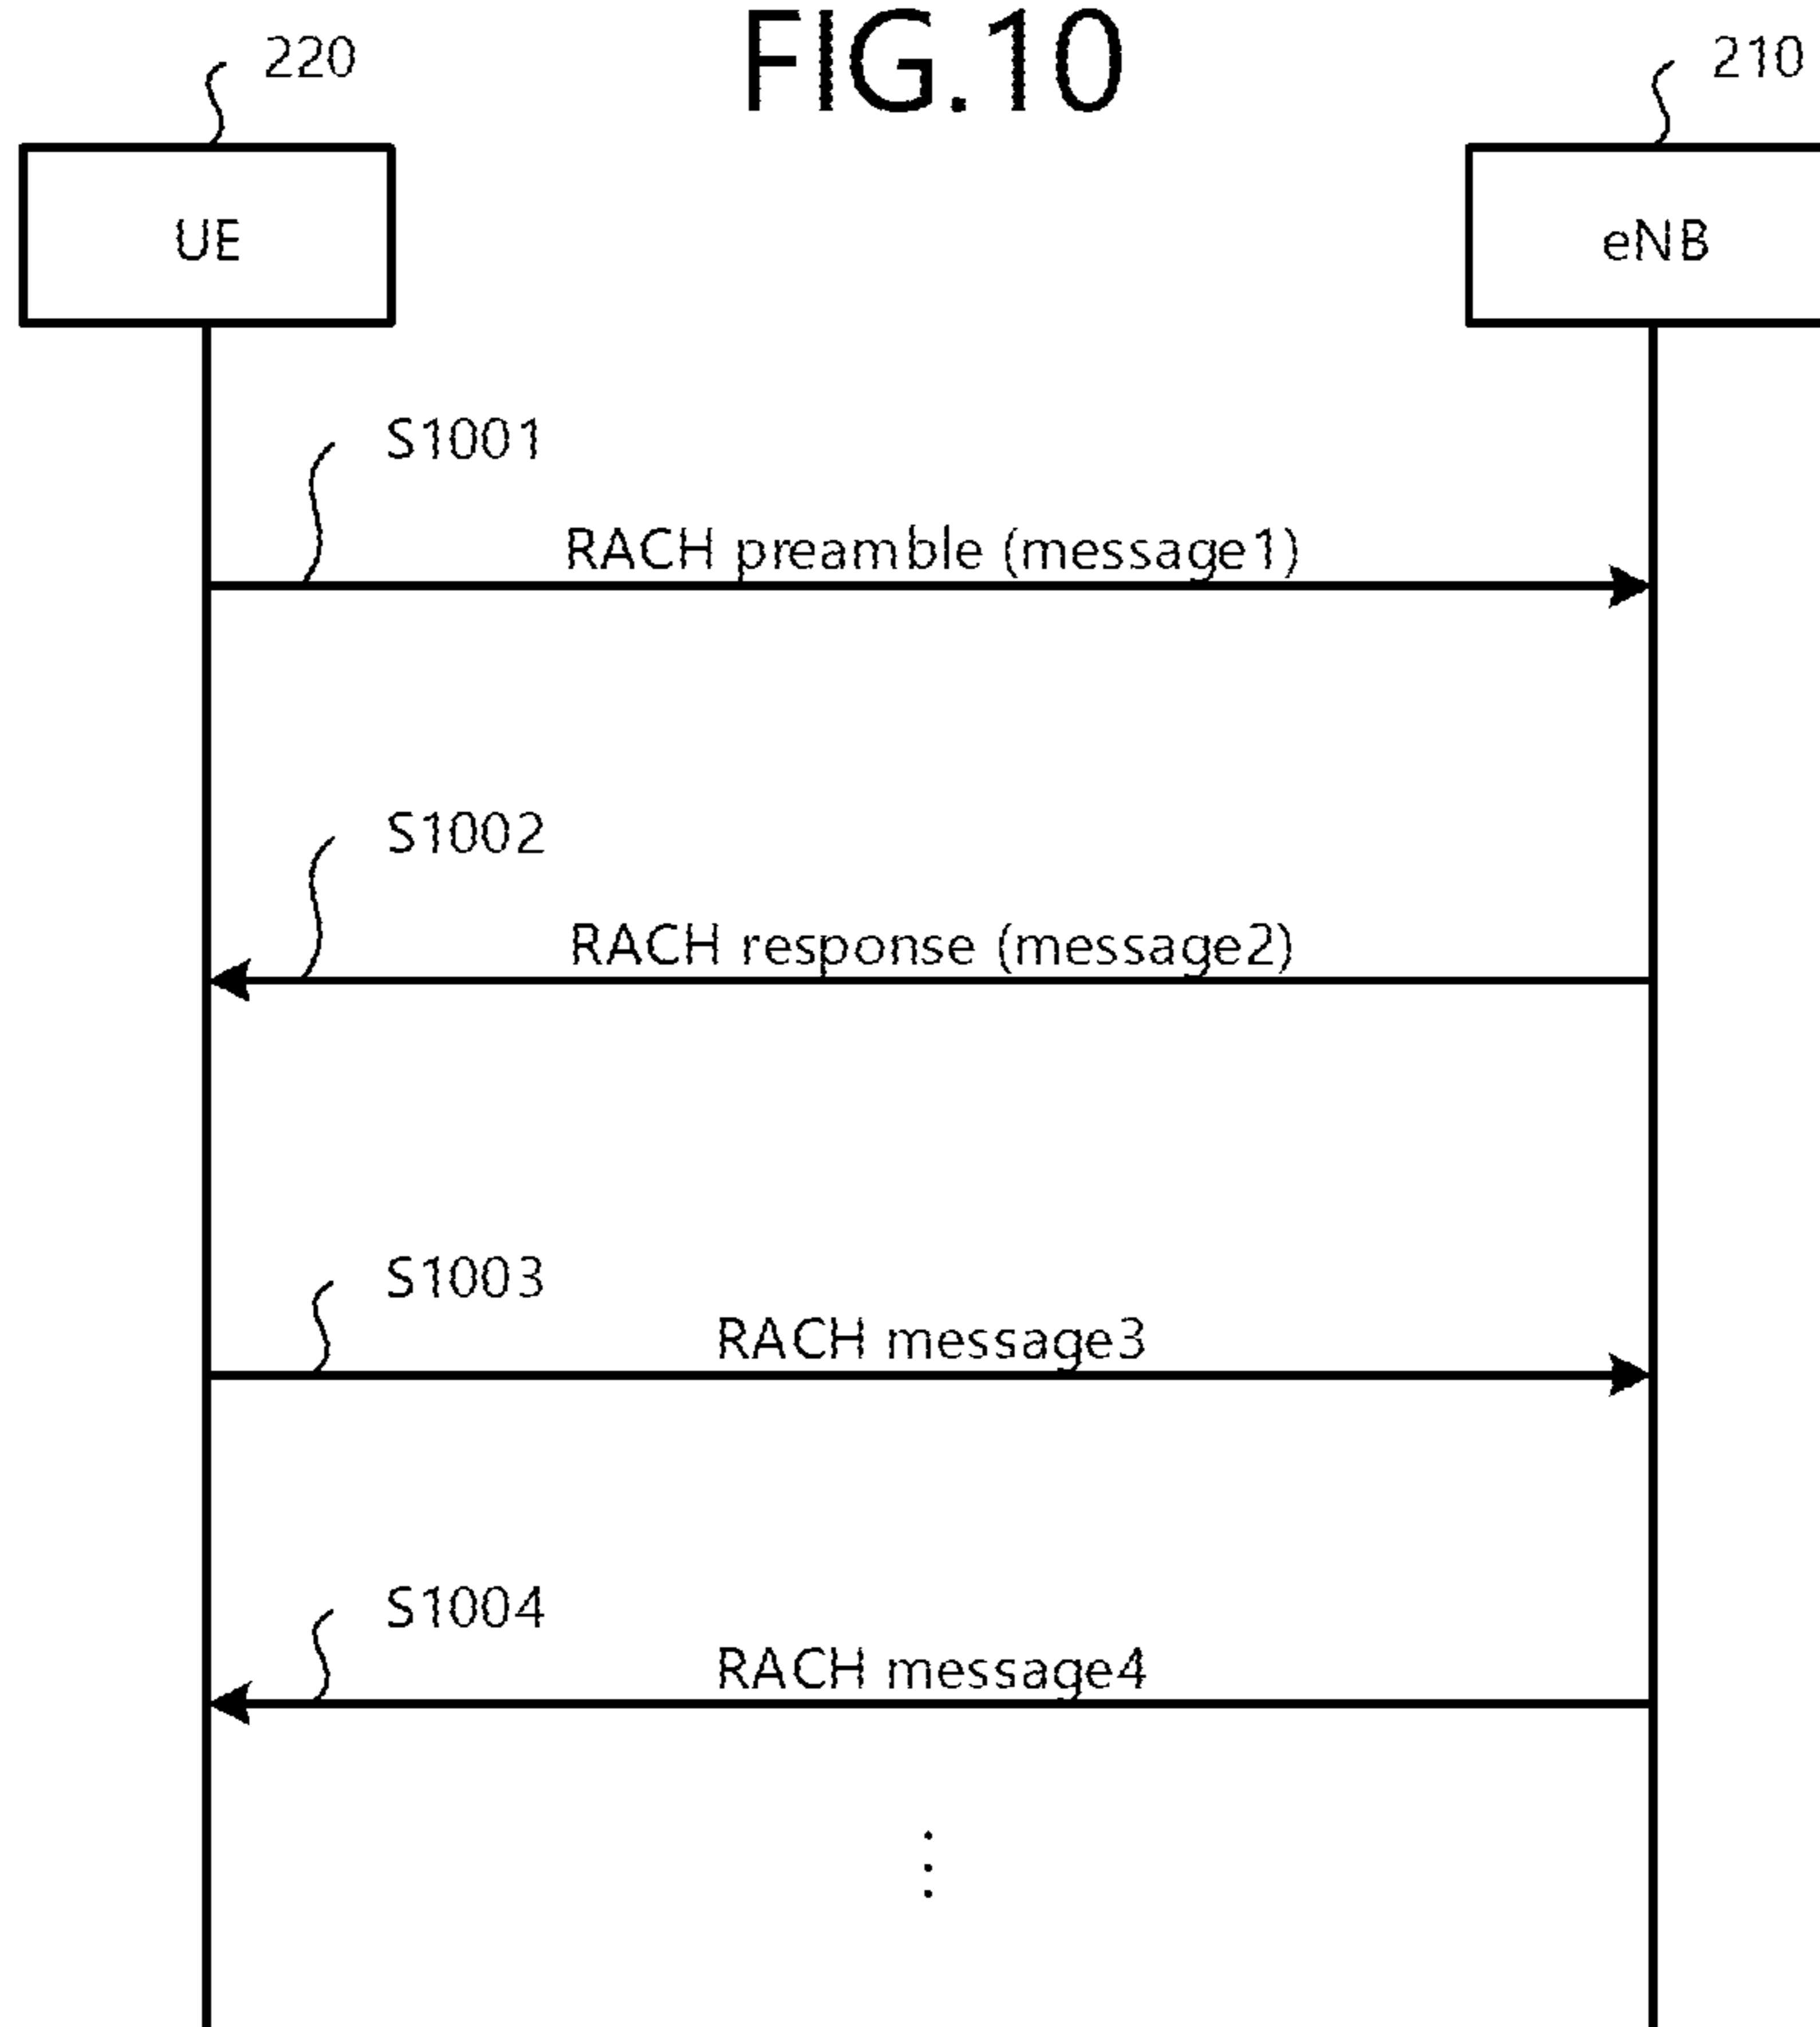 FIG.10
220
210
UE
eNB
S1001
RACH preamble (message1)
S1002
RACH response (message2)
S1003
RACH message3
S1004
RACH message4